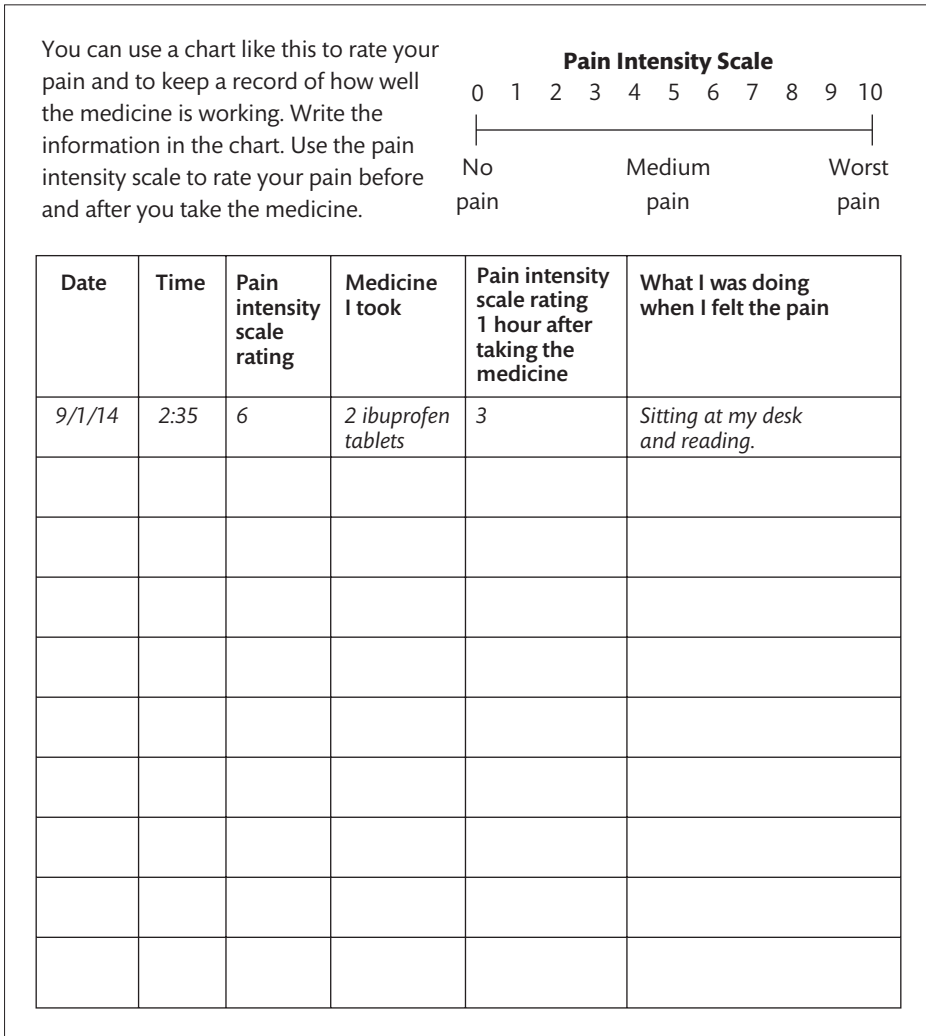 You can use a chart like this to rate your
pain and to keep a record of how well
the medicine is working. Write the
information in the chart. Use the pain
intensity scale to rate your pain before
and after you take the medicine.
Pain Intensity Scale
0 1 2 3 4 5 6 7 8 9 10
No pain
Medium pain
Worst pain
Date
Time
Pain
intensity
scale
rating
Medicine
I took
Pain intensity
scale rating
1 hour after
taking the
medicine
What I was doing
when I felt the pain
9/1/14
2:35
6
2 ibuprofen
tablets
3
Sitting at my desk
and reading.